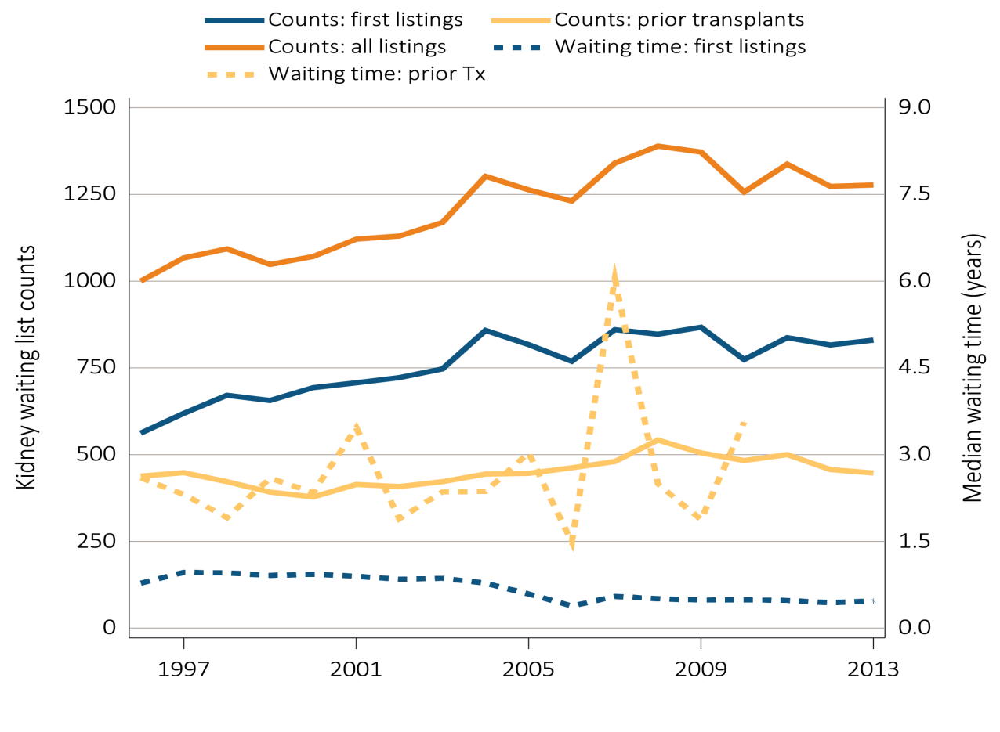 Counts: first listings
Counts: prior transplants
Counts: all listings
Waiting time: first listings
Waiting time: prior Tx
1500
1250
1000
750
500
250
0
Kidney waiting list counts
9.0
7.5
6.0
4.5
3.0
1.5
0.0
Median waiting time (years)
1997
2001
2005
2009
2013